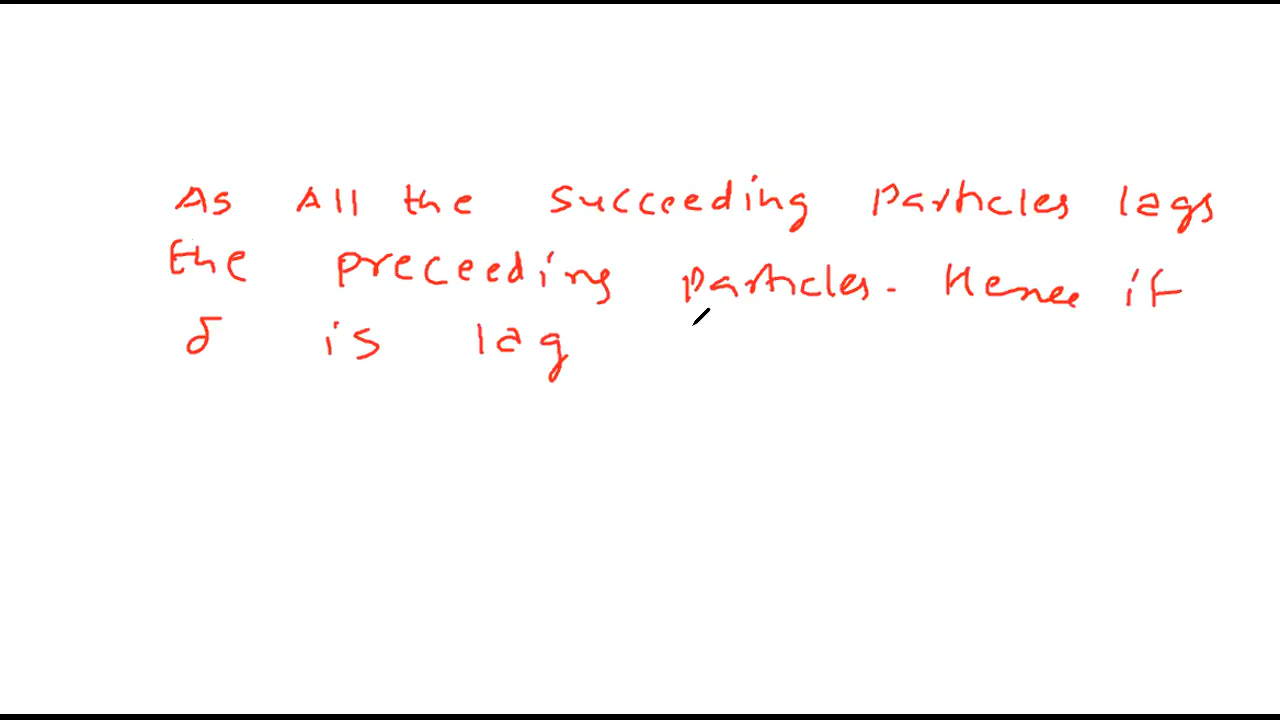 As All the succeeding particles lags
the preceeding particles. Hence if
δ is lag